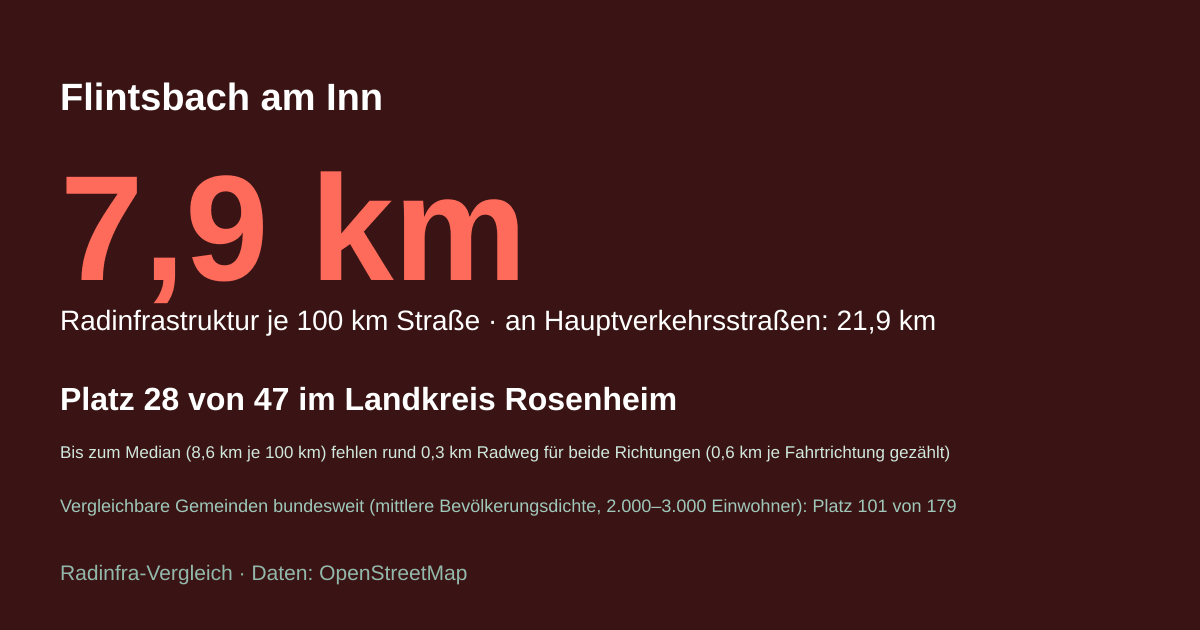 Flintsbach am Inn
7,9 km
Radinfrastruktur je 100 km Straße · an Hauptverkehrsstraßen: 21,9 km
Platz 28 von 47 im Landkreis Rosenheim
Bis zum Median (8,6 km je 100 km) fehlen rund 0,3 km Radweg für beide Richtungen (0,6 km je Fahrtrichtung gezählt)
Vergleichbare Gemeinden bundesweit (mittlere Bevölkerungsdichte, 2.000–3.000 Einwohner): Platz 101 von 179
Radinfra-Vergleich · Daten: OpenStreetMap